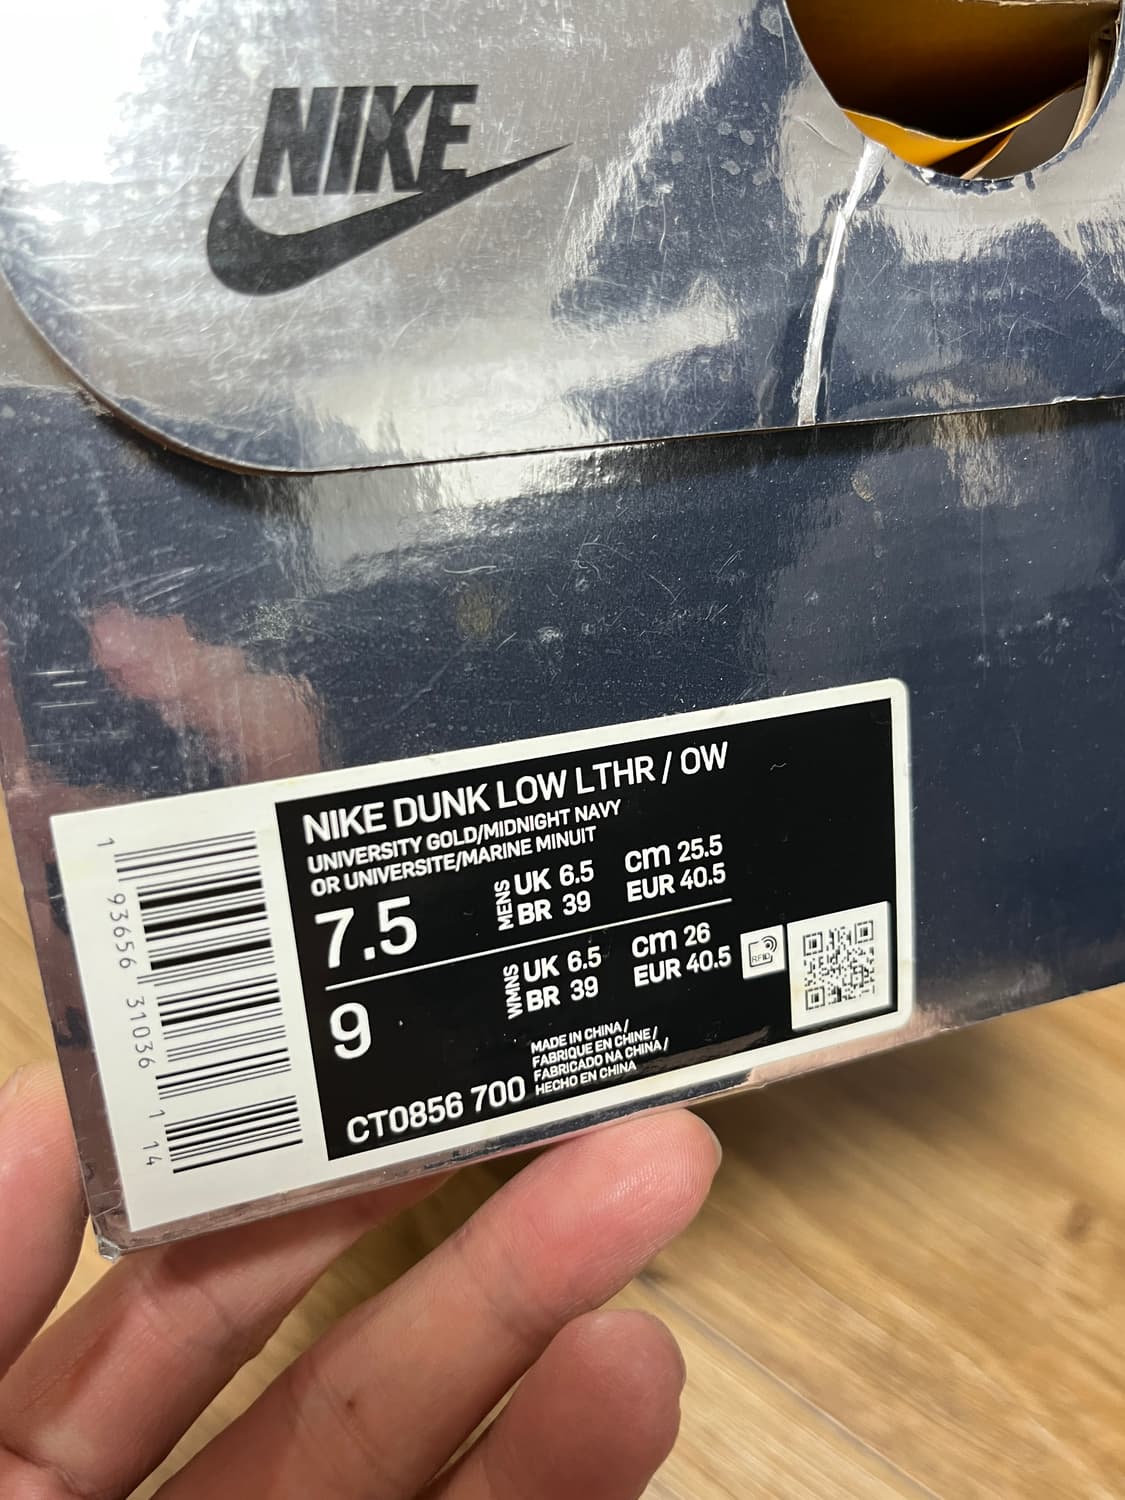 NIKE
NIKE DUNK LOW LTHR / OW
UNIVERSITY GOLD/MIDNIGHT NAVY
OR UNIVERSITE/MARINE MINUIT
7.5 MENS UK 6.5 cm 25.5
BR 39 EUR 40.5
9 WMNS UK 6.5 cm 26
BR 39 EUR 40.5
RFID
CT0856 700
MADE IN CHINA /
FABRIQUE EN CHINE /
FABRICADO NA CHINA /
HECHO EN CHINA
1 93656 31036 1 14